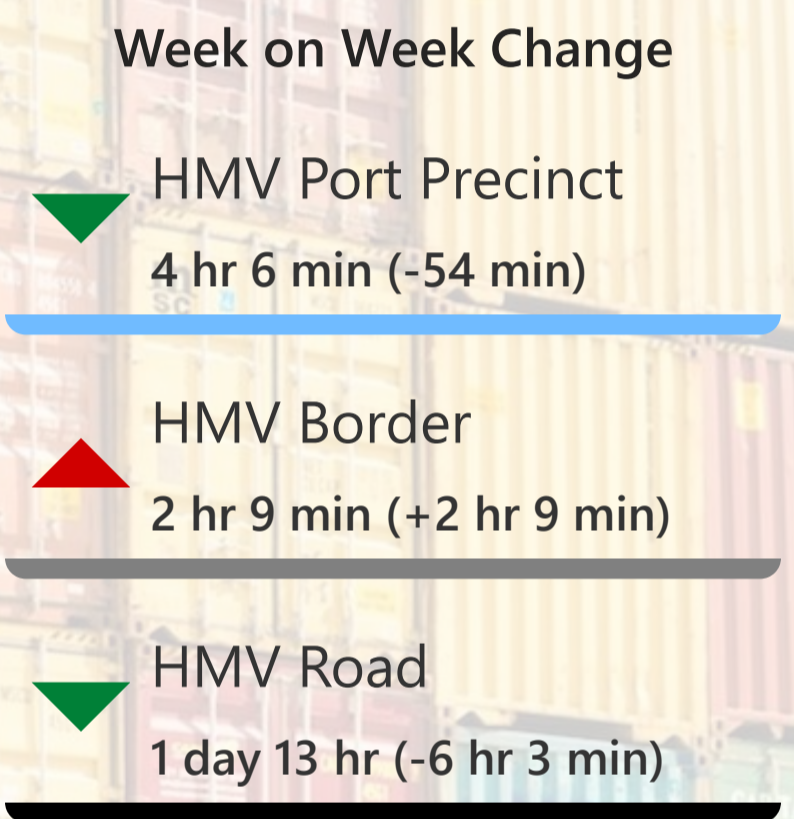 Week on Week Change
HMV Port Precinct
4 hr 6 min (-54 min)
SC
HMV Border
2 hr 9 min (+2 hr 9 min)
HMV Road
1 day 13 hr (-6 hr 3 min)